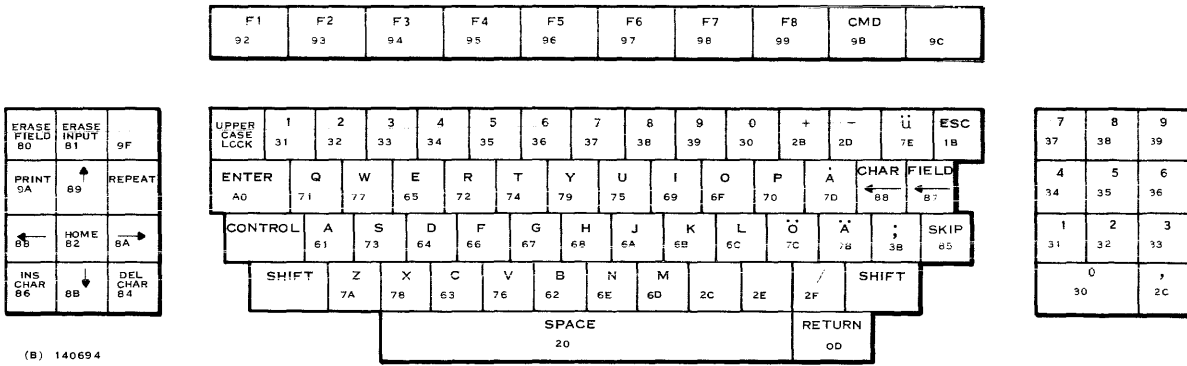 F1 F2 F3 F4 F5 F6 F7 F8 CMD
92 93 94 95 96 97 98 99 9B 9C
ERASE FIELD 80 ERASE INPUT 81 9F
PRINT 9A 89 REPEAT
8B HOME 82 8A
INS CHAR 86 8B DEL CHAR 84
UPPER CASE LOCK 1 2 3 4 5 6 7 8 9 0 + - ü ESC
31 32 33 34 35 36 37 38 39 30 2B 2D 7E 1B
ENTER Q W E R T Y U I O P Å CHAR FIELD
A0 71 77 65 72 74 79 75 69 6F 70 7D 88 87
CONTROL A S D F G H J K L Ö Ä ; SKIP
61 73 64 66 67 68 6A 6B 6C 7C 7B 3B 85
SHIFT Z X C V B N M / SHIFT
7A 78 63 76 62 6E 6D 2C 2E 2F
SPACE RETURN
20 0D
7 8 9
37 38 39
4 5 6
34 35 36
1 2 3
31 32 33
0 ,
30 2C
(B) 140694